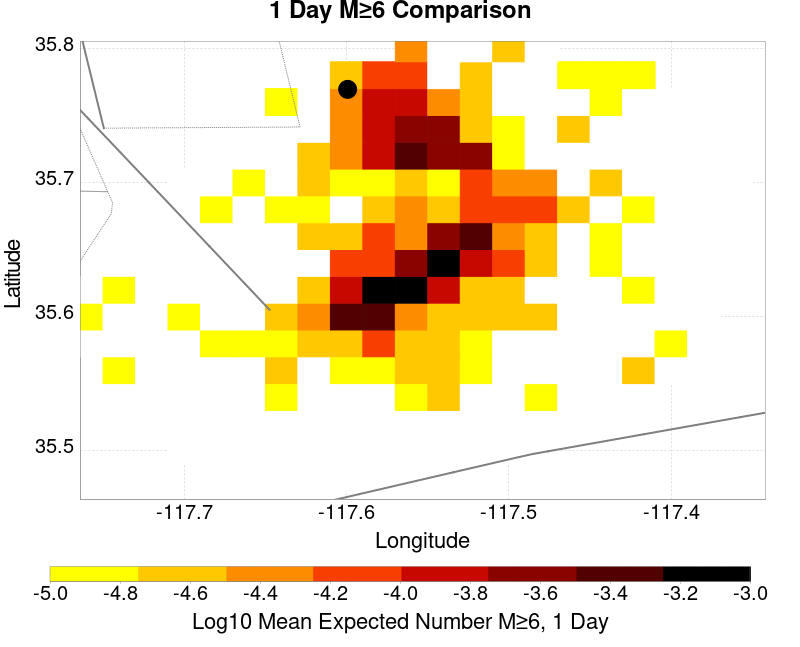 1 Day M≥6 Comparison
35.8
35.7
35.6
35.5
Latitude
-117.7 -117.6 -117.5 -117.4
Longitude
-5.0 -4.8 -4.6 -4.4 -4.2 -4.0 -3.8 -3.6 -3.4 -3.2 -3.0
Log10 Mean Expected Number M≥6, 1 Day